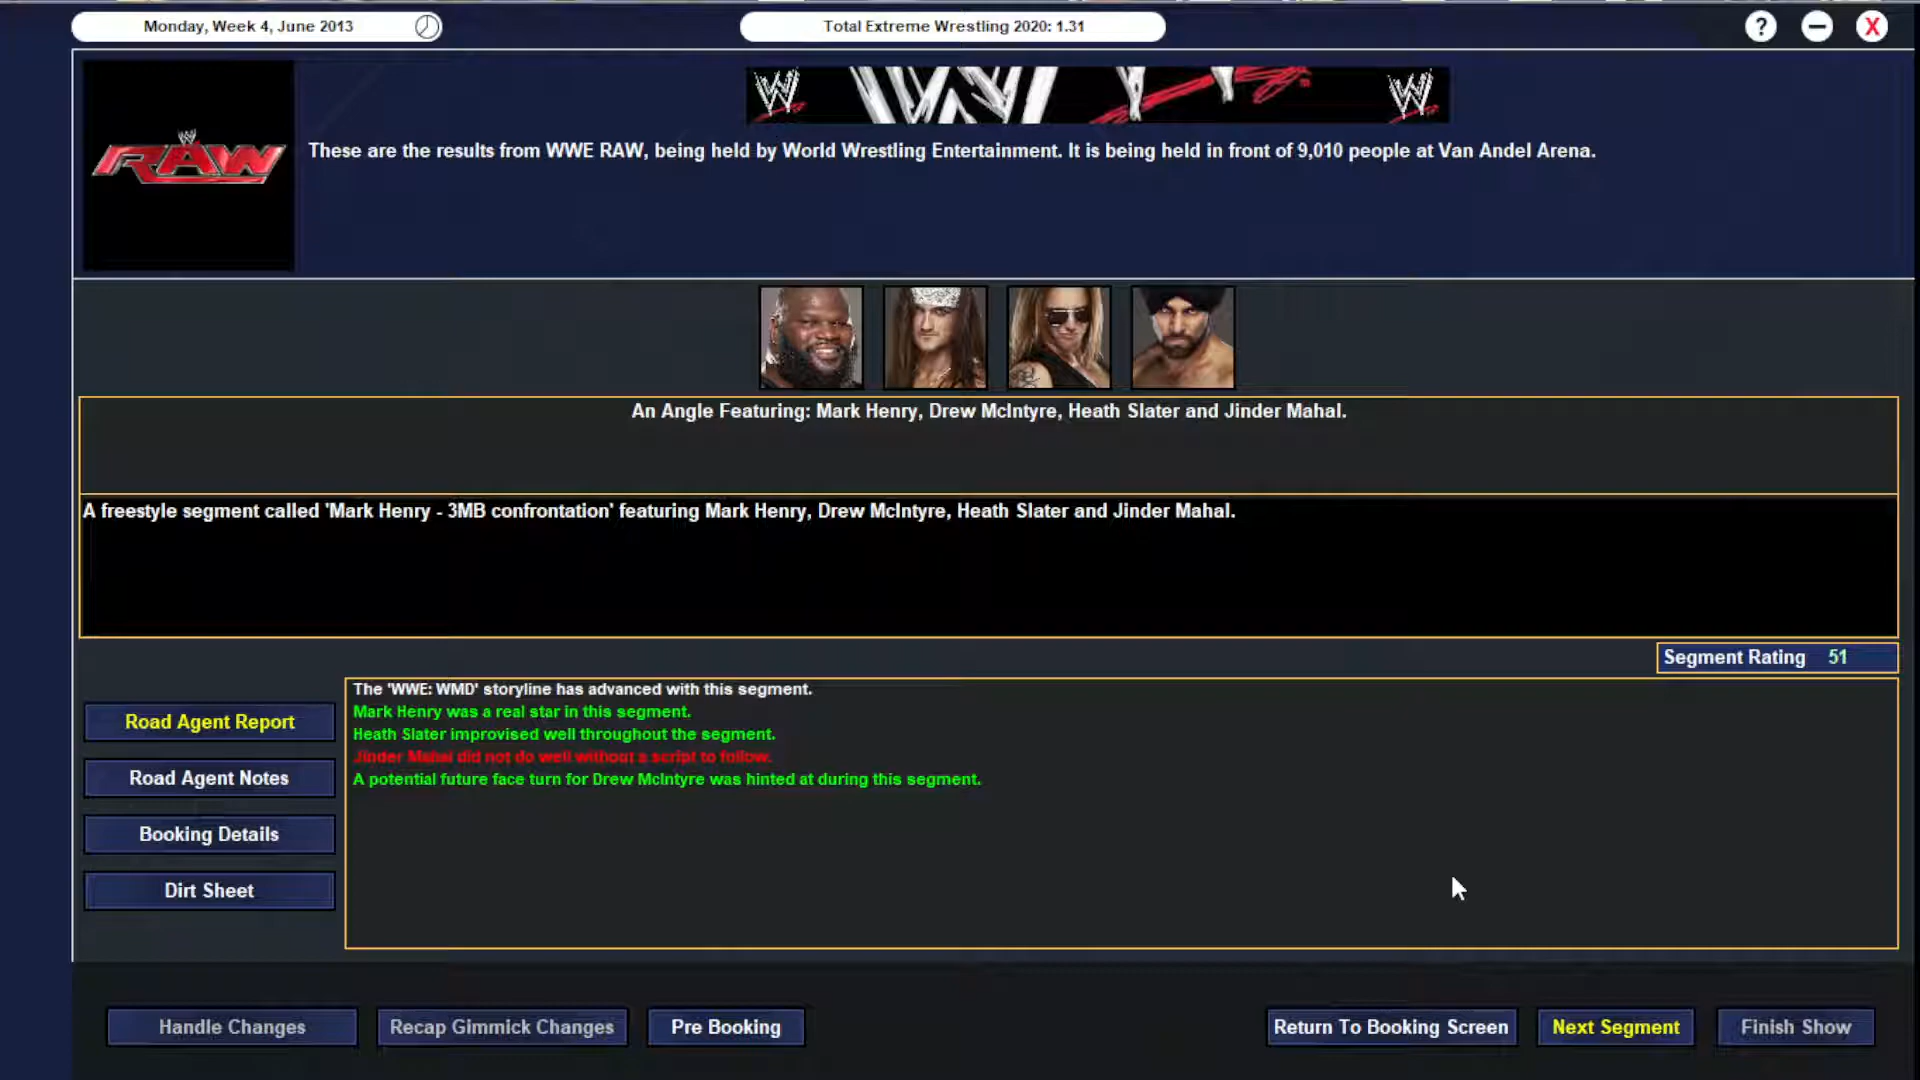 Monday, Week 4, June 2013
Total Extreme Wrestling 2020: 1.31
?
X
W
W
RAW
These are the results from WWE RAW, being held by World Wrestling Entertainment. It is being held in front of 9,010 people at Van Andel Arena.
An Angle Featuring: Mark Henry, Drew McIntyre, Heath Slater and Jinder Mahal.
A freestyle segment called 'Mark Henry - 3MB confrontation' featuring Mark Henry, Drew McIntyre, Heath Slater and Jinder Mahal.
Segment Rating 51
The 'WWE: WMD' storyline has advanced with this segment.
Mark Henry was a real star in this segment.
Heath Slater improvised well throughout the segment.
Jinder Mahal did not do well without a script to follow.
A potential future face turn for Drew McIntyre was hinted at during this segment.
Road Agent Report
Road Agent Notes
Booking Details
Dirt Sheet
Handle Changes
Recap Gimmick Changes
Pre Booking
Return To Booking Screen
Next Segment
Finish Show